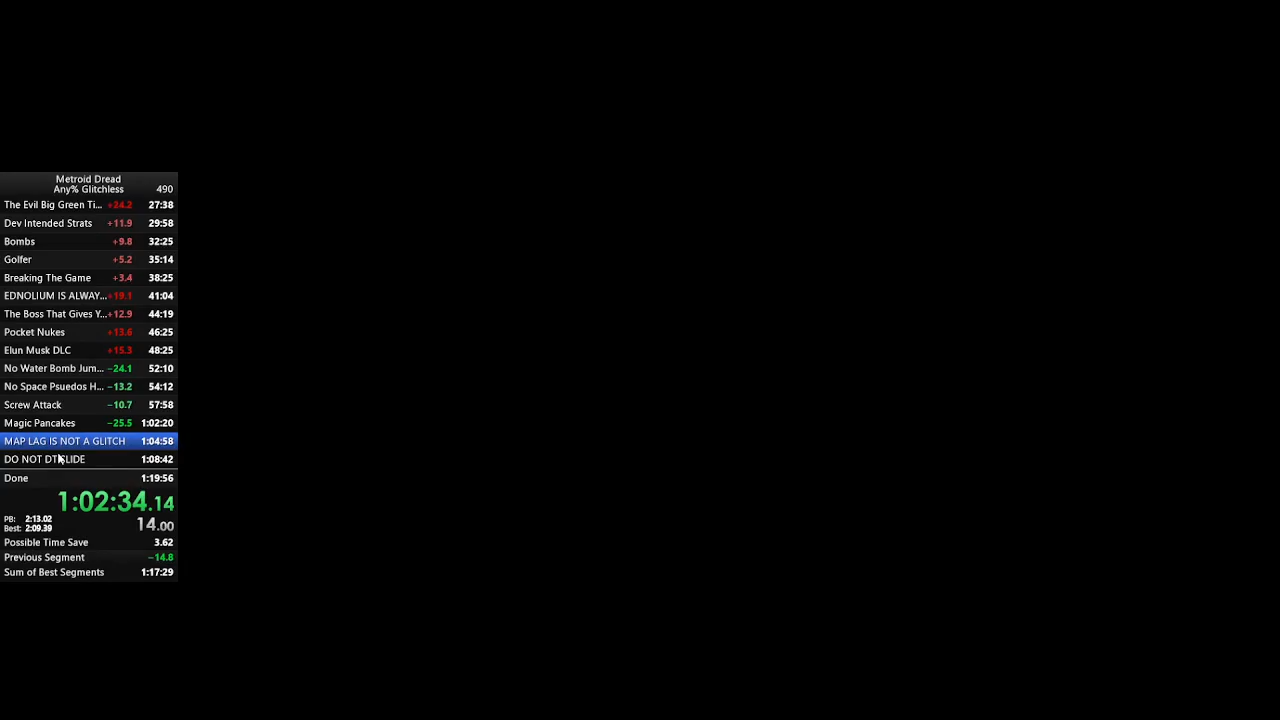 Metroid Dread
Any% Glitchless 490
The Evil Big Green Ti... +24.2 27:38
Dev Intended Strats +11.9 29:58
Bombs +9.8 32:25
Golfer +5.2 35:14
Breaking The Game +3.4 38:25
EDNOLIUM IS ALWAY... +19.1 41:04
The Boss That Gives Y... +12.9 44:19
Pocket Nukes +13.6 46:25
Elun Musk DLC +15.3 48:25
No Water Bomb Jum... −24.1 52:10
No Space Psuedos H... −13.2 54:12
Screw Attack −10.7 57:58
Magic Pancakes −25.5 1:02:20
MAP LAG IS NOT A GLITCH 1:04:58
DO NOT DTSLIDE 1:08:42
Done 1:19:56
1:02:34.14
PB: 2:13.02
14.00
Best: 2:09.39
Possible Time Save 3.62
Previous Segment −14.8
Sum of Best Segments 1:17:29